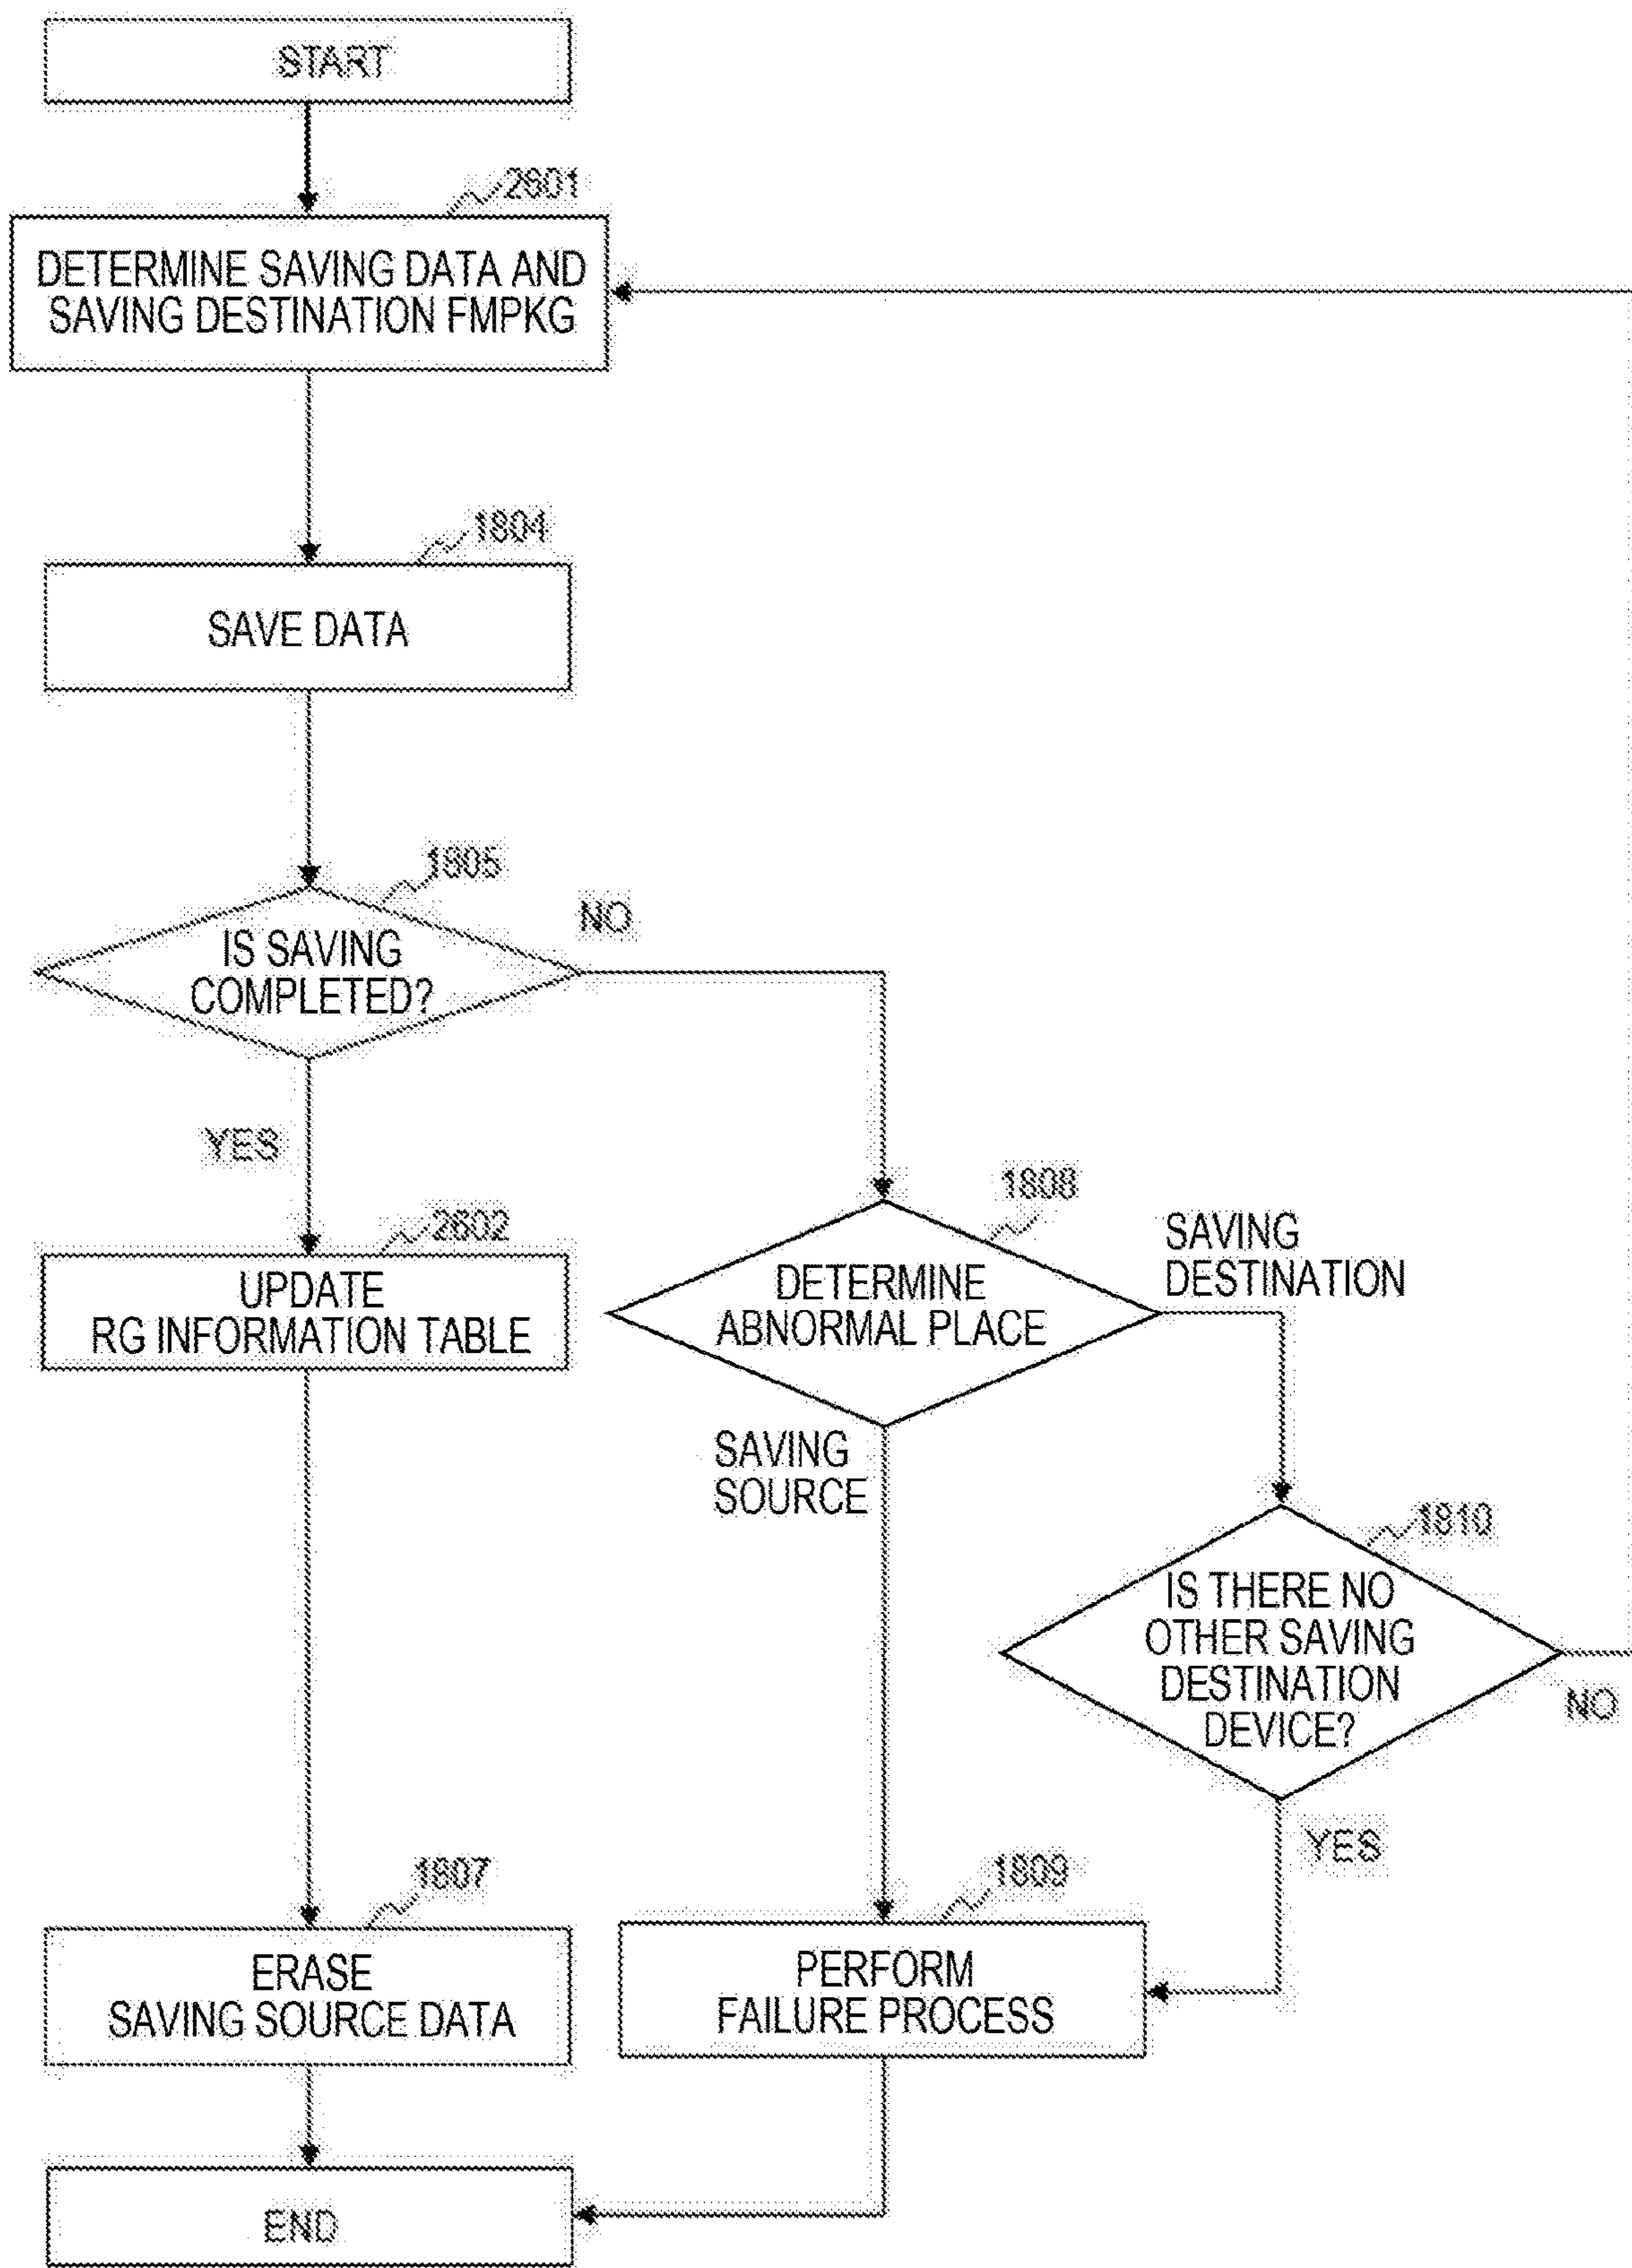 START
2601
DETERMINE SAVING DATA AND
SAVING DESTINATION FMPKG
1804
SAVE DATA
1805
IS SAVING
COMPLETED?
NO
YES
2602
UPDATE
RG INFORMATION TABLE
1808
DETERMINE
ABNORMAL PLACE
SAVING
DESTINATION
SAVING
SOURCE
1810
IS THERE NO
OTHER SAVING
DESTINATION
DEVICE?
NO
YES
1807
ERASE
SAVING SOURCE DATA
1809
PERFORM
FAILURE PROCESS
END